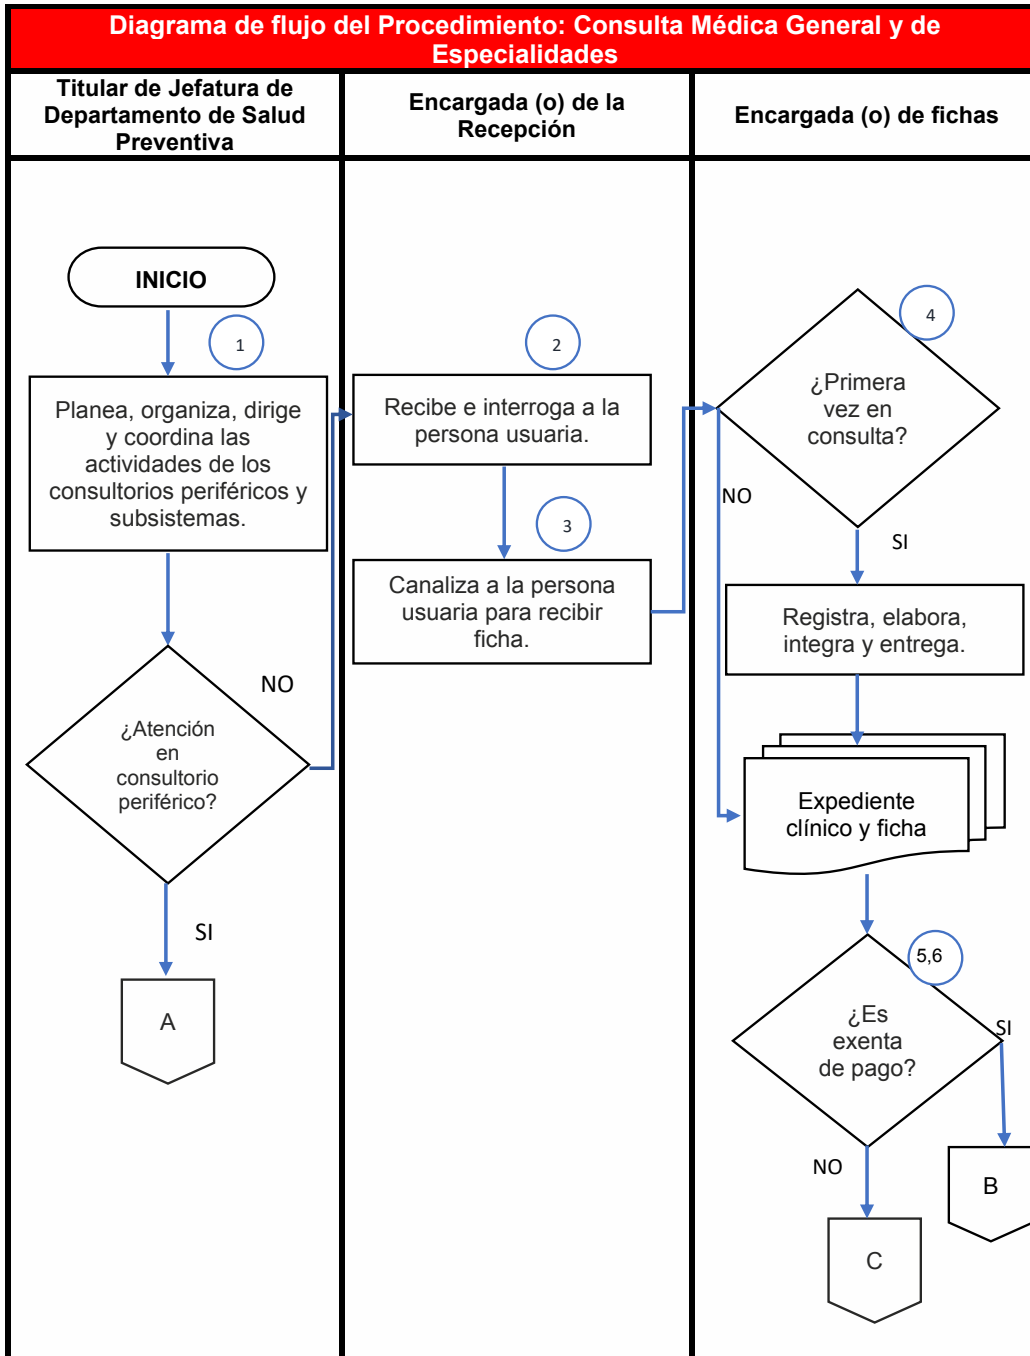 Diagrama de flujo del Procedimiento: Consulta Médica General y de
Especialidades
Titular de Jefatura de
Departamento de Salud
Preventiva
Encargada (o) de la
Recepción
Encargada (o) de fichas
INICIO
1
Planea, organiza, dirige
y coordina las
actividades de los
consultorios periféricos y
subsistemas.
¿Atención
en
consultorio
periférico?
NO
SI
A
2
Recibe e interroga a la
persona usuaria.
3
Canaliza a la persona
usuaria para recibir
ficha.
4
¿Primera
vez en
consulta?
NO
SI
Registra, elabora,
integra y entrega.
Expediente
clínico y ficha
5,6
¿Es
exenta
de pago?
SI
NO
B
C